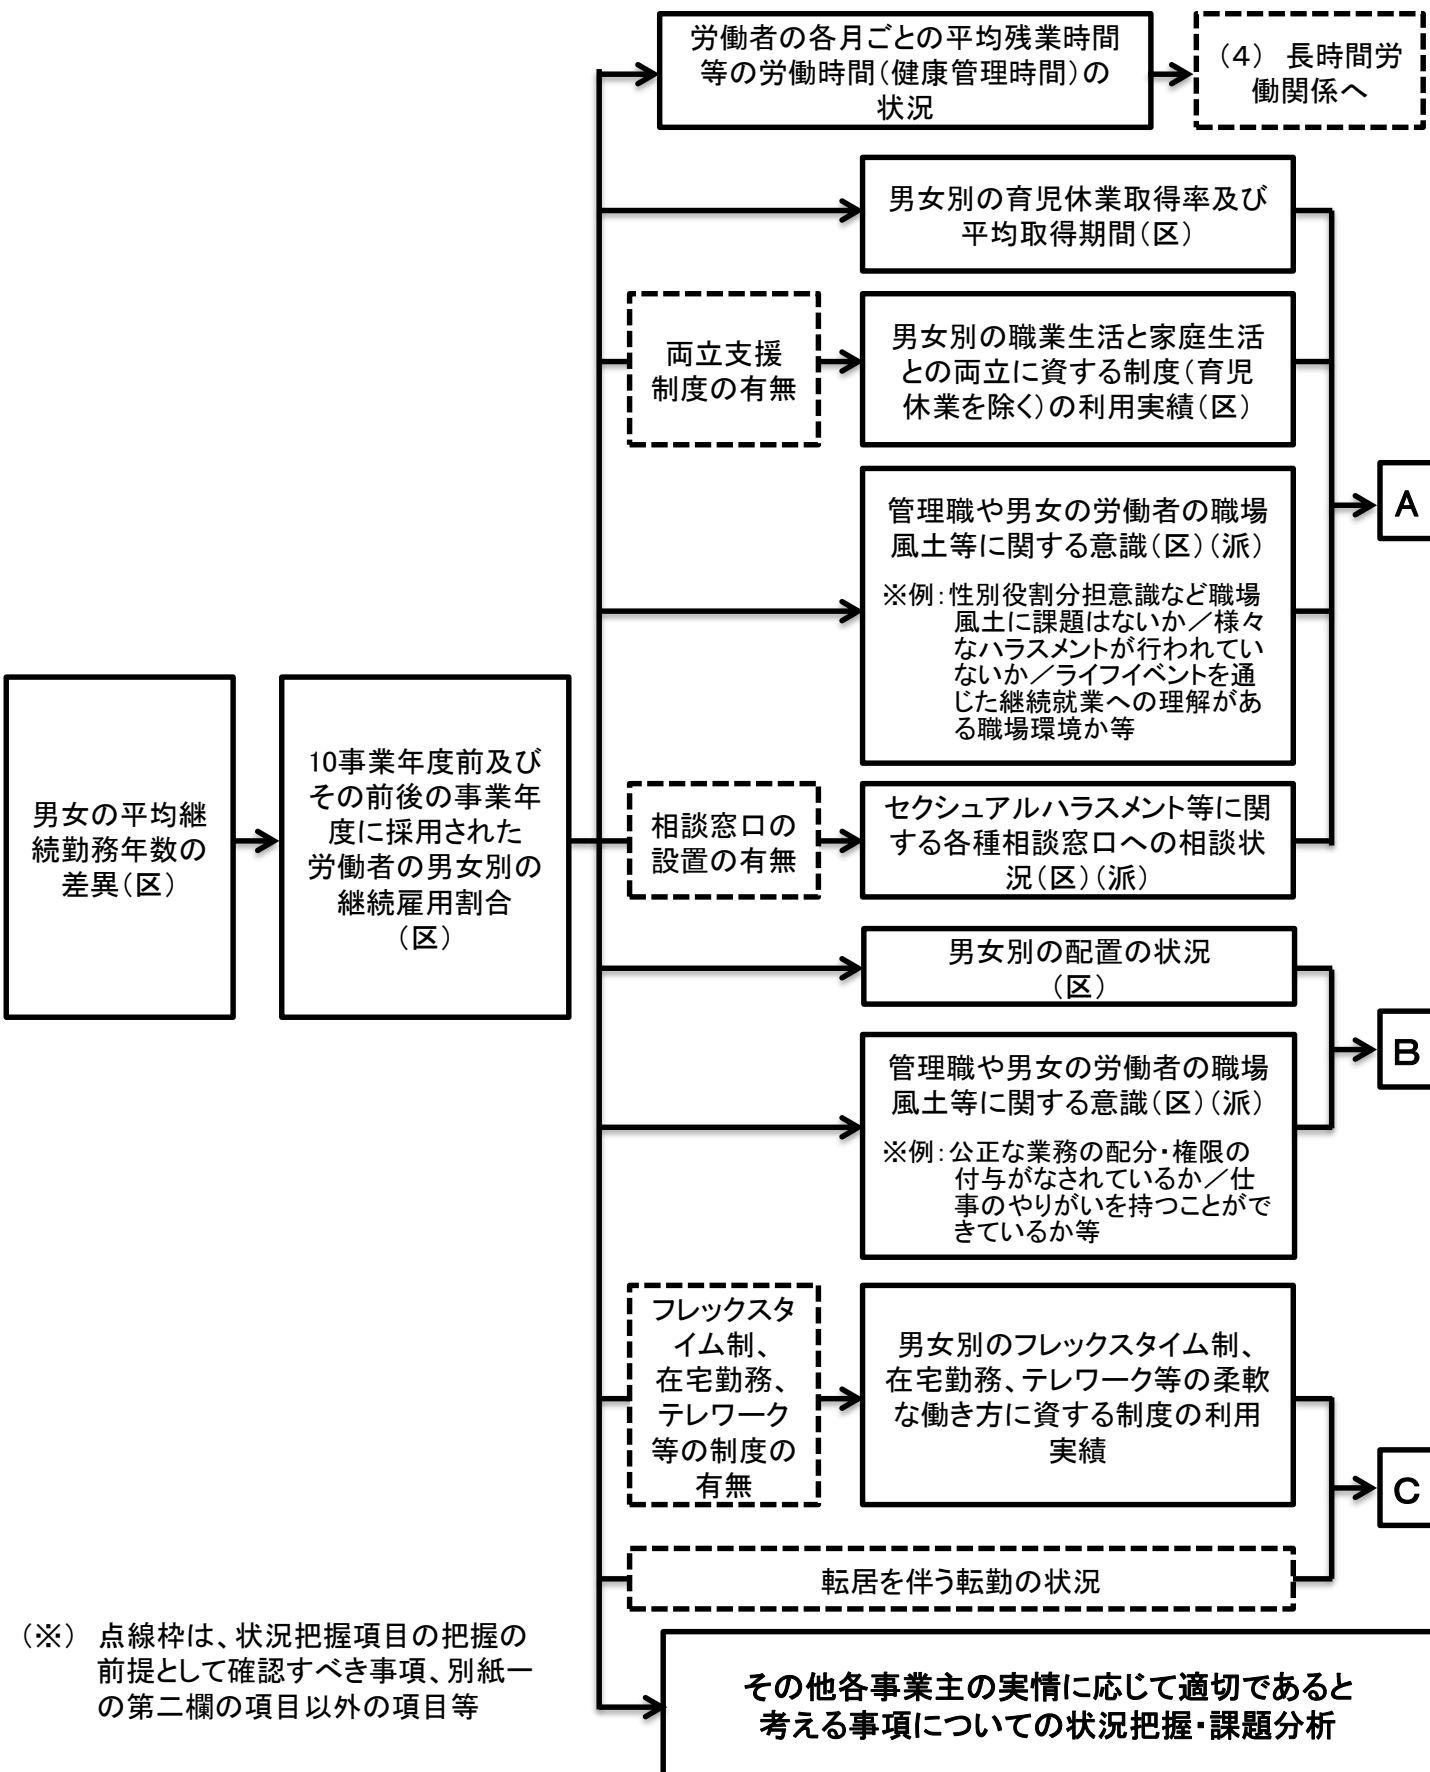 労働者の各月ごとの平均残業時間
等の労働時間(健康管理時間)の
状況
(4) 長時間労
働関係へ
男女別の育児休業取得率及び
平均取得期間(区)
両立支援
制度の有無
男女別の職業生活と家庭生活
との両立に資する制度(育児
休業を除く)の利用実績(区)
管理職や男女の労働者の職場
風土等に関する意識(区)(派)
※例:性別役割分担意識など職場
風土に課題はないか／様々
なハラスメントが行われてい
ないか／ライフイベントを通
じた継続就業への理解があ
る職場環境か等
A
男女の平均継
続勤務年数の
差異(区)
10事業年度前及び
その前後の事業年
度に採用された
労働者の男女別の
継続雇用割合
(区)
相談窓口の
設置の有無
セクシュアルハラスメント等に関
する各種相談窓口への相談状
況(区)(派)
男女別の配置の状況
(区)
管理職や男女の労働者の職場
風土等に関する意識(区)(派)
※例:公正な業務の配分・権限の
付与がなされているか／仕
事のやりがいを持つことがで
きているか等
B
フレックスタ
イム制、
在宅勤務、
テレワーク
等の制度の
有無
男女別のフレックスタイム制、
在宅勤務、テレワーク等の柔軟
な働き方に資する制度の利用
実績
C
転居を伴う転勤の状況
(※) 点線枠は、状況把握項目の把握の
前提として確認すべき事項、別紙一
の第二欄の項目以外の項目等
その他各事業主の実情に応じて適切であると
考える事項についての状況把握・課題分析